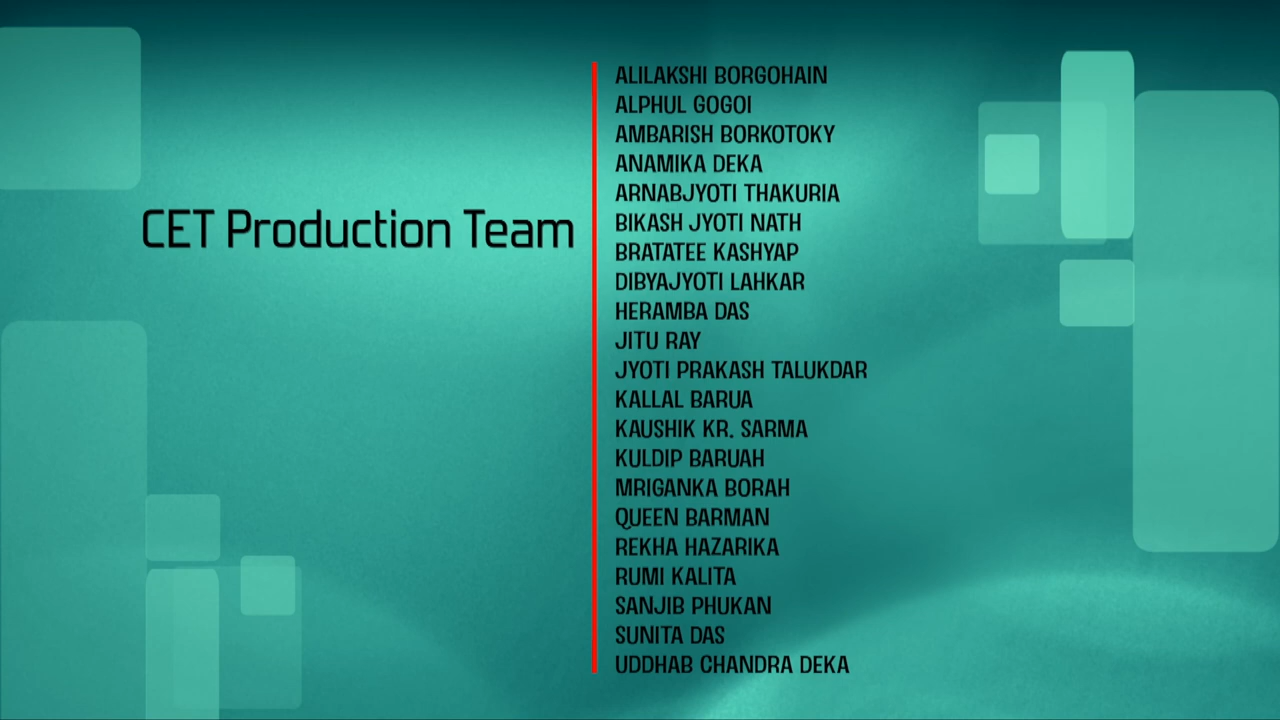 CET Production Team
ALILAKSHI BORGOHAIN
ALPHUL GOGOI
AMBARISH BORKOTOKY
ANAMIKA DEKA
ARNABJYOTI THAKURIA
BIKASH JYOTI NATH
BRATATEE KASHYAP
DIBYAJYOTI LAHKAR
HERAMBA DAS
JITU RAY
JYOTI PRAKASH TALUKDAR
KALLAL BARUA
KAUSHIK KR. SARMA
KULDIP BARUAH
MRIGANKA BORAH
QUEEN BARMAN
REKHA HAZARIKA
RUMI KALITA
SANJIB PHUKAN
SUNITA DAS
UDDHAB CHANDRA DEKA